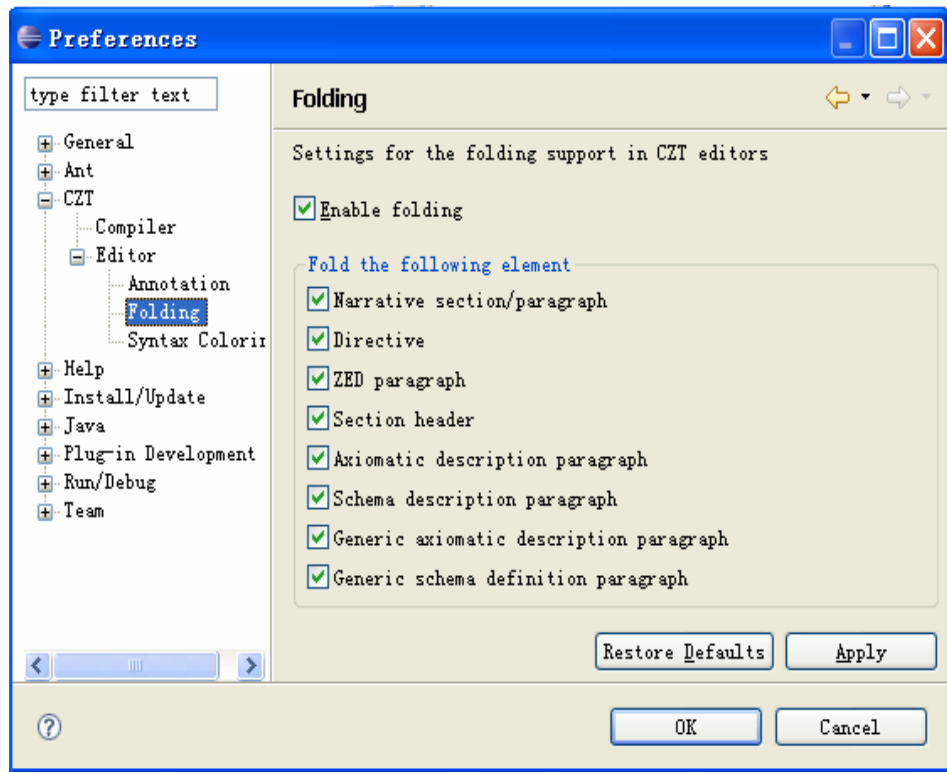 Preferences
type filter text
General
Ant
CZT
Compiler
Editor
Annotation
Folding
Syntax Colorin
Help
Install/Update
Java
Plug-in Development
Run/Debug
Team
Folding
Settings for the folding support in CZT editors
Enable folding
Fold the following element
Narrative section/paragraph
Directive
ZED paragraph
Section header
Axiomatic description paragraph
Schema description paragraph
Generic axiomatic description paragraph
Generic schema definition paragraph
Restore Defaults Apply
OK Cancel